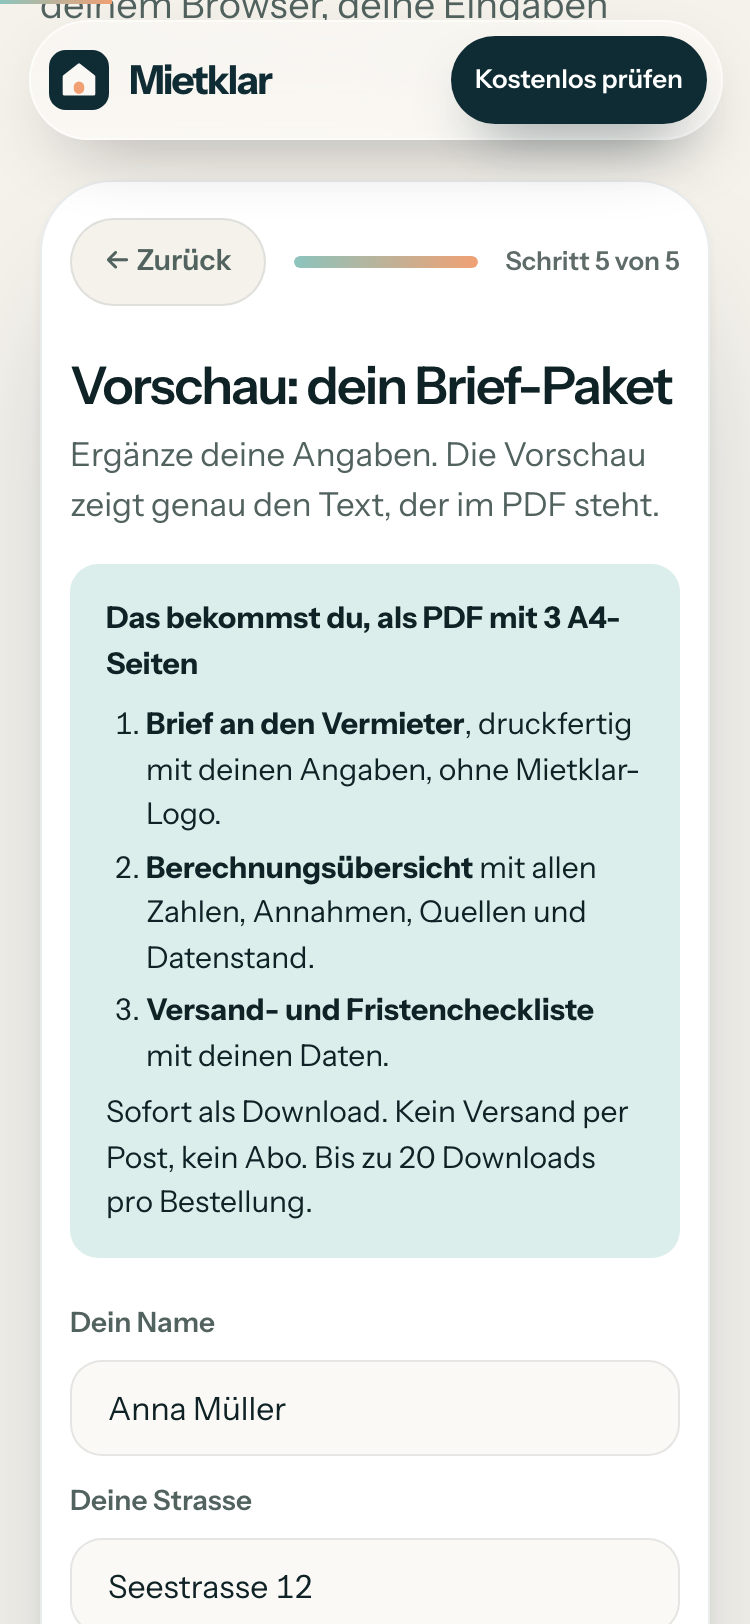 deinem Browser, deine Eingaben
Mietklar
Kostenlos prüfen
← Zurück
Schritt 5 von 5
Vorschau: dein Brief-Paket
Ergänze deine Angaben. Die Vorschau
zeigt genau den Text, der im PDF steht.
Das bekommst du, als PDF mit 3 A4-
Seiten
1. Brief an den Vermieter, druckfertig
mit deinen Angaben, ohne Mietklar-
Logo.
2. Berechnungsübersicht mit allen
Zahlen, Annahmen, Quellen und
Datenstand.
3. Versand- und Fristencheckliste
mit deinen Daten.
Sofort als Download. Kein Versand per
Post, kein Abo. Bis zu 20 Downloads
pro Bestellung.
Dein Name
Anna Müller
Deine Strasse
Seestrasse 12